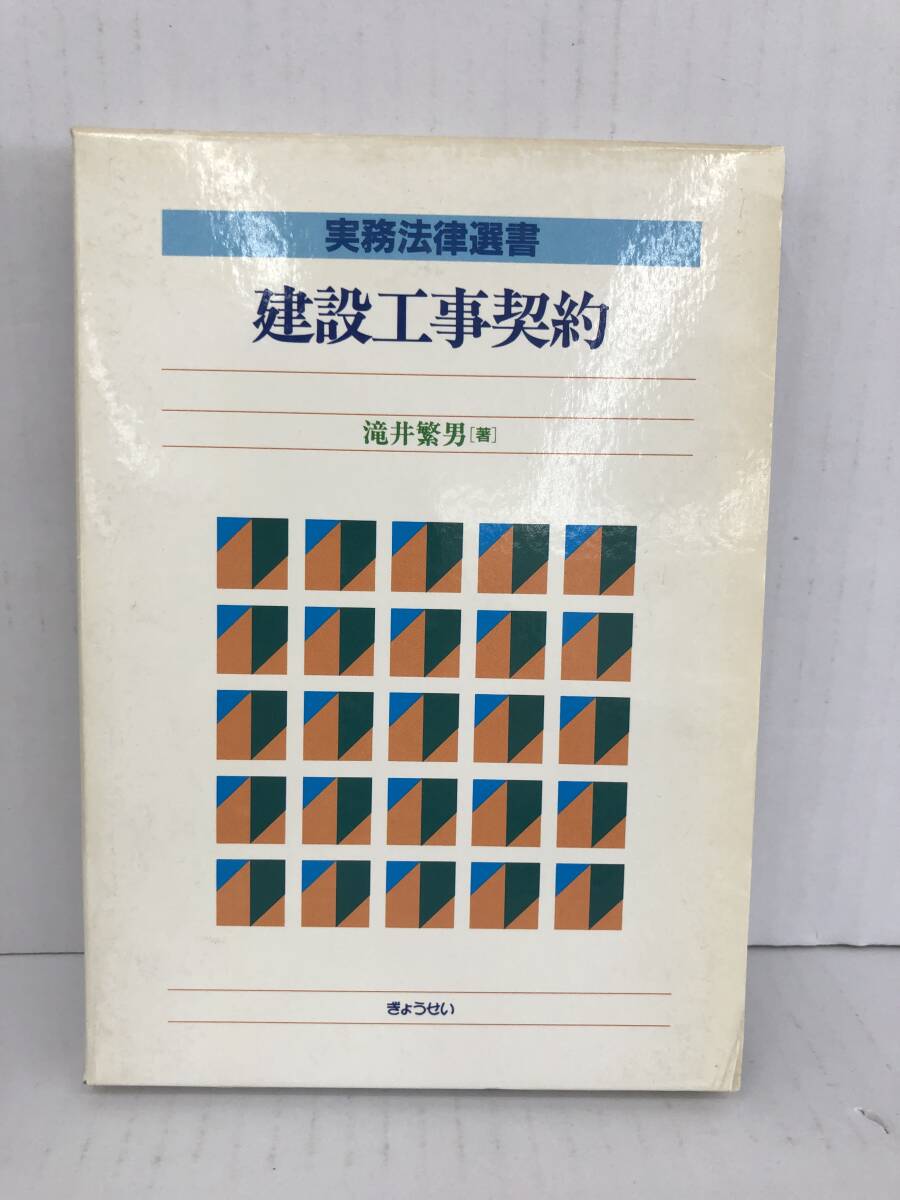 実務法律選書
建設工事契約
滝井繁男[著]
ぎょうせい